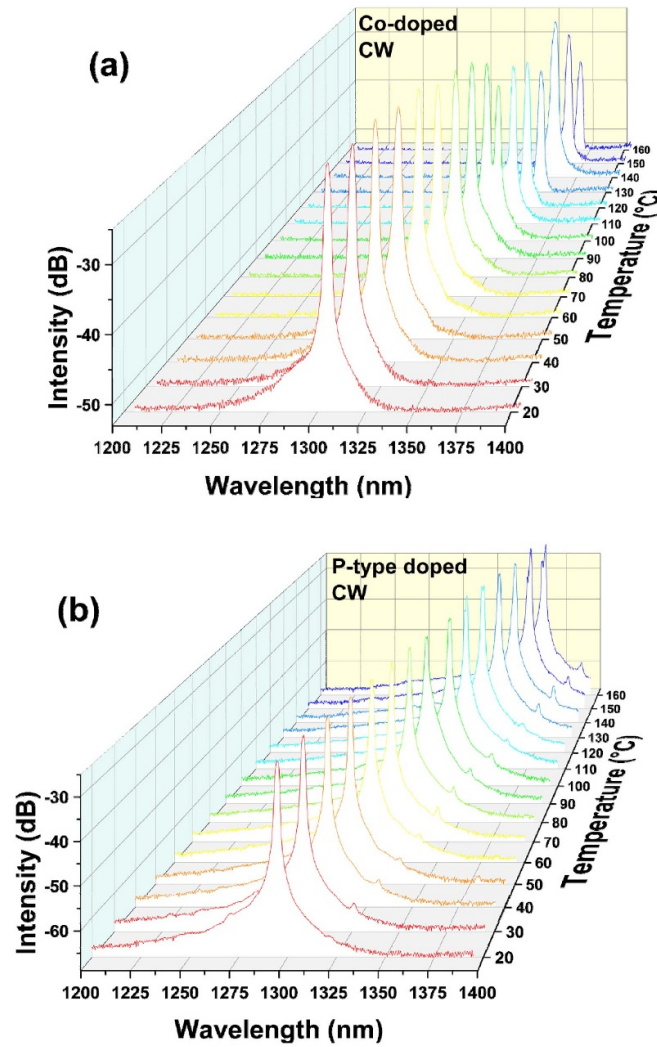 (a)
Co-doped
CW
Intensity (dB)
-30
-40
-50
160
150
140
130
120
110
100
90
80
70
60
50
40
30
20
Temperature (°C)
1200 1225 1250 1275 1300 1325 1350 1375 1400
Wavelength (nm)
(b)
P-type doped
CW
Intensity (dB)
-30
-40
-50
-60
160
150
140
130
120
110
100
90
80
70
60
50
40
30
20
Temperature (°C)
1200 1225 1250 1275 1300 1325 1350 1375 1400
Wavelength (nm)